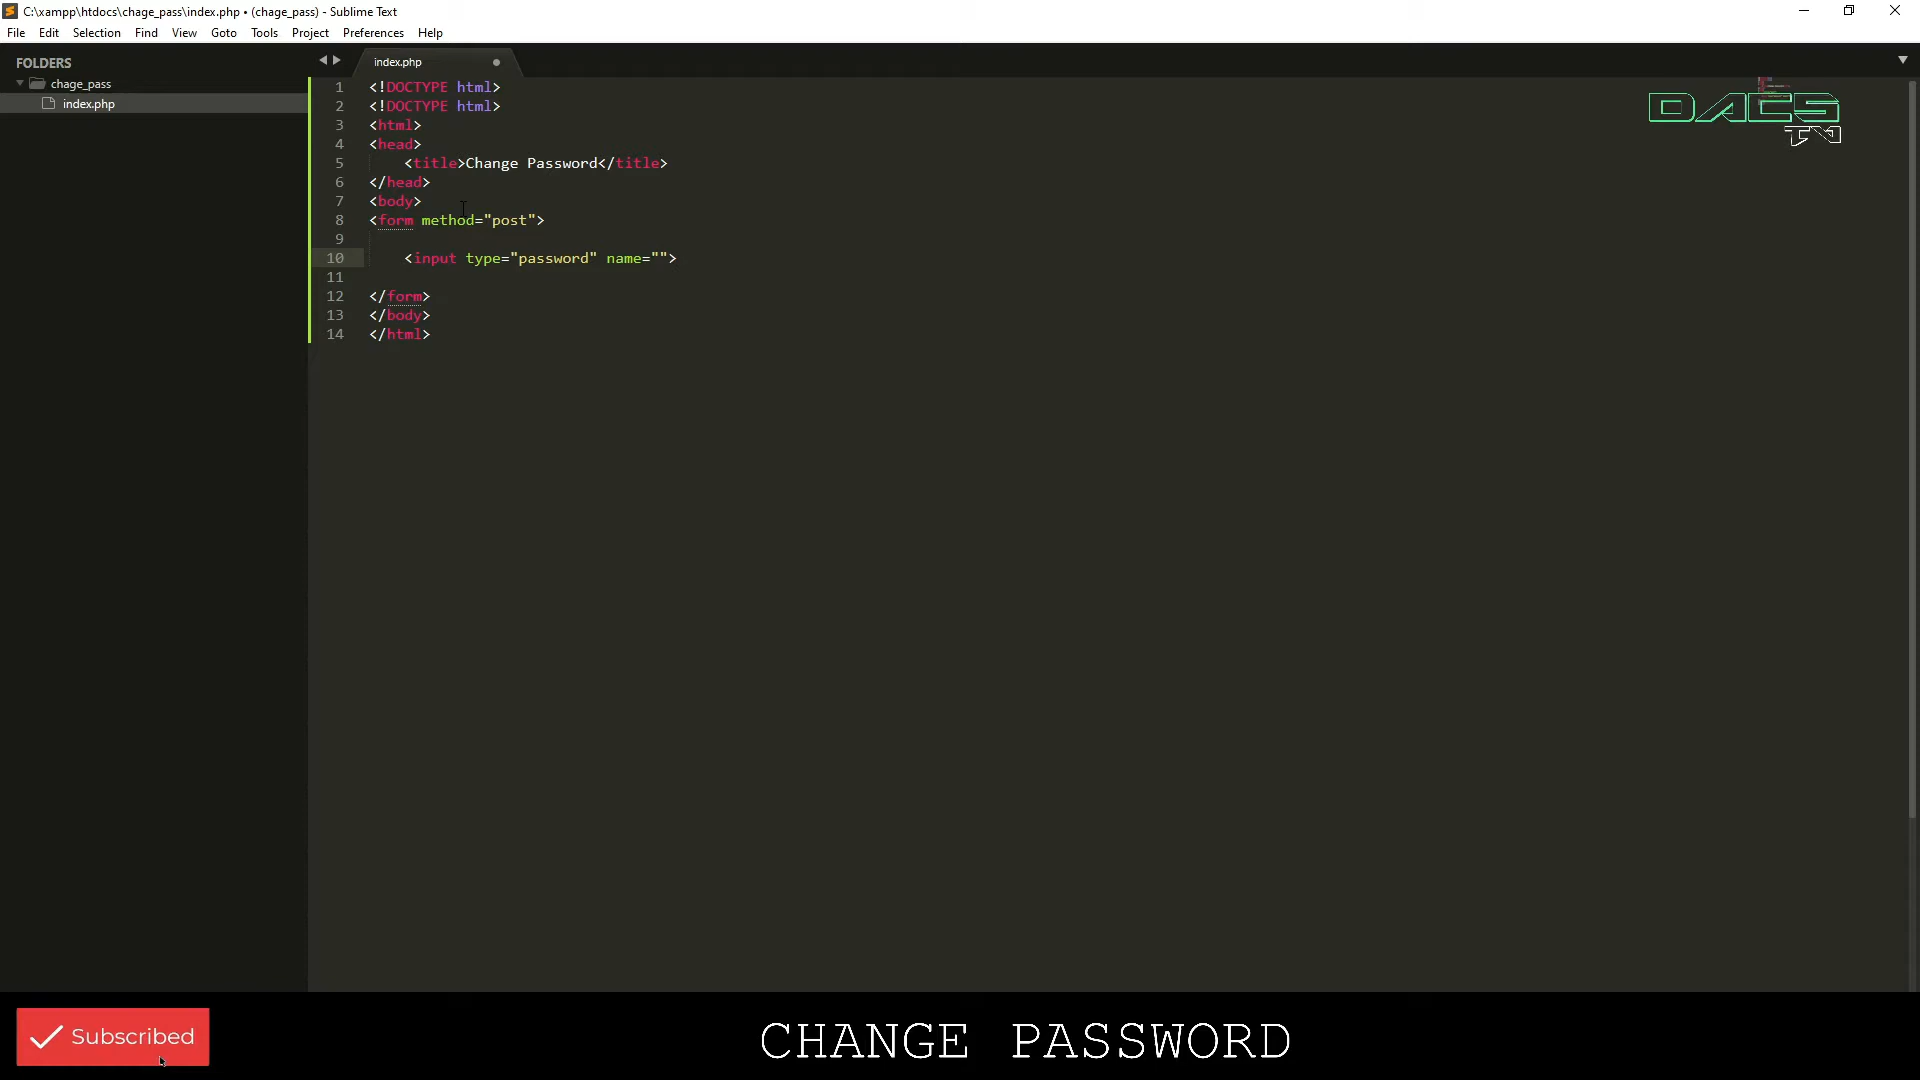 C:\xampp\htdocs\chage_pass\index.php • (chage_pass) - Sublime Text
File Edit Selection Find View Goto Tools Project Preferences Help
FOLDERS
chage_pass
index.php
index.php
1 <!DOCTYPE html>
2 <!DOCTYPE html>
3 <html>
4 <head>
5 <title>Change Password</title>
6 </head>
7 <body>
8 <form method="post">
9
10 <input type="password" name="">
11
12 </form>
13 </body>
14 </html>
DACS
TM
Subscribed
CHANGE PASSWORD